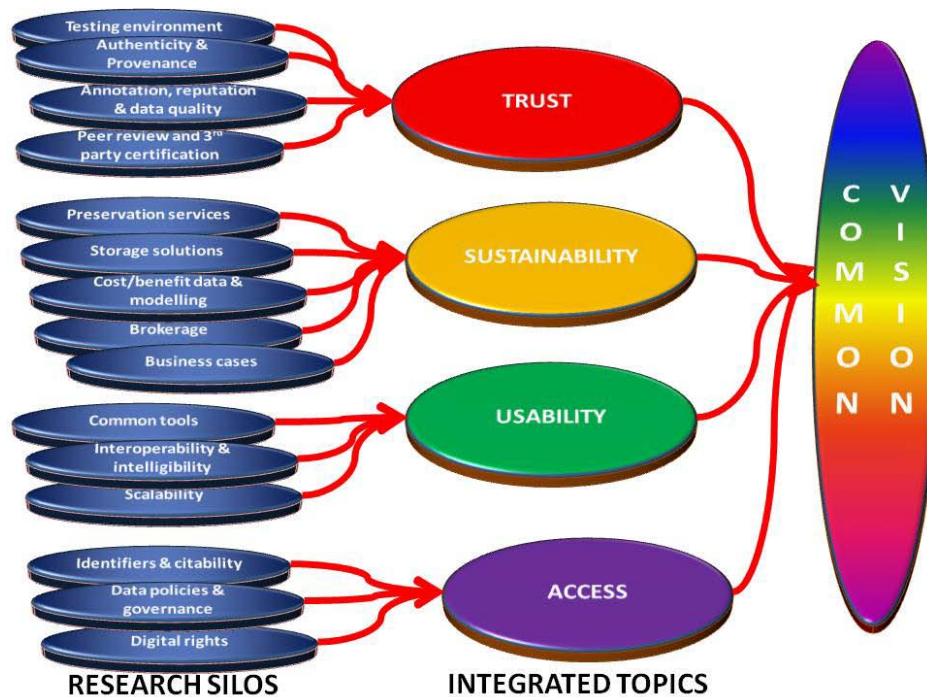 Testing environment
Authenticity &
Provenance
Annotation, reputation
& data quality
Peer review and 3rd
party certification
TRUST
Preservation services
Storage solutions
Cost/benefit data &
modelling
Brokerage
Business cases
SUSTAINABILITY
Common tools
Interoperability &
intelligibility
Scalability
USABILITY
Identifiers & citability
Data policies &
governance
Digital rights
ACCESS
COMMON
VISION
RESEARCH SILOS
INTEGRATED TOPICS